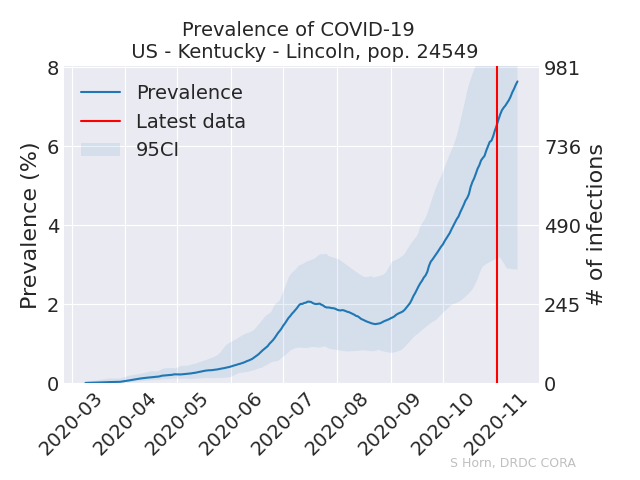 Prevalence of COVID-19
US - Kentucky - Lincoln, pop. 24549
Prevalence
Latest data
95CI
Prevalence (%)
8
6
4
2
0
# of infections
981
736
490
245
0
2020-03
2020-04
2020-05
2020-06
2020-07
2020-08
2020-09
2020-10
2020-11
S Horn, DRDC CORA